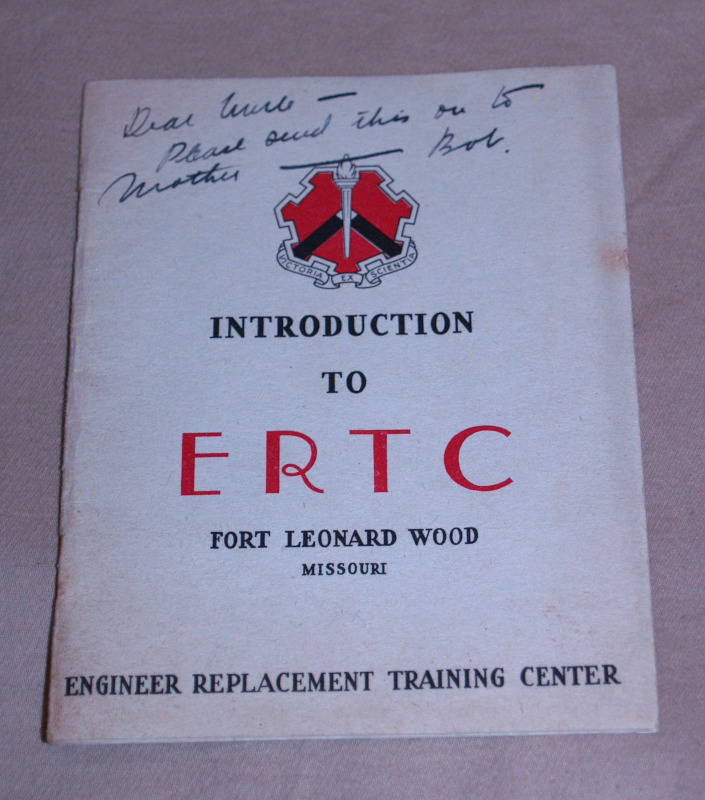 Dear Merle —
Please send this on to
Mother — Bob.
VICTORIA EX SCIENTIA
INTRODUCTION
TO
ERTC
FORT LEONARD WOOD
MISSOURI
ENGINEER REPLACEMENT TRAINING CENTER